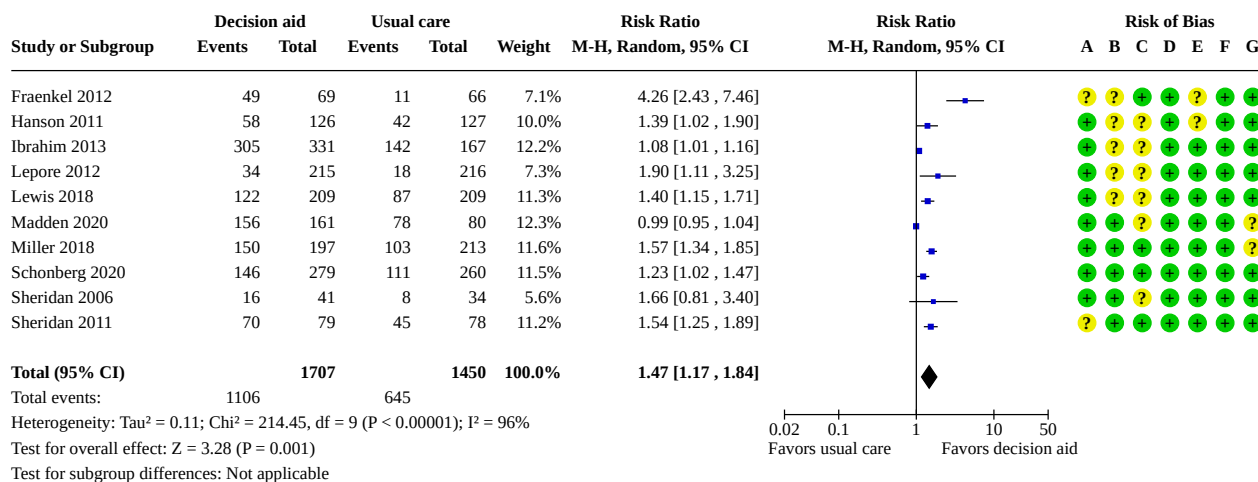 Decision aid Usual care Risk Ratio Risk Ratio Risk of Bias
Study or Subgroup Events Total Events Total Weight M-H, Random, 95% CI M-H, Random, 95% CI A B C D E F G
Fraenkel 2012 49 69 11 66 7.1% 4.26 [2.43 , 7.46] ? ? + + ? + +
Hanson 2011 58 126 42 127 10.0% 1.39 [1.02 , 1.90] + ? ? + ? + +
Ibrahim 2013 305 331 142 167 12.2% 1.08 [1.01 , 1.16] + ? ? + + + +
Lepore 2012 34 215 18 216 7.3% 1.90 [1.11 , 3.25] + ? ? + + + +
Lewis 2018 122 209 87 209 11.3% 1.40 [1.15 , 1.71] + ? ? + + + +
Madden 2020 156 161 78 80 12.3% 0.99 [0.95 , 1.04] + + ? + + + ?
Miller 2018 150 197 103 213 11.6% 1.57 [1.34 , 1.85] + + + + + + ?
Schonberg 2020 146 279 111 260 11.5% 1.23 [1.02 , 1.47] + + + + + + +
Sheridan 2006 16 41 8 34 5.6% 1.66 [0.81 , 3.40] + + ? + + + +
Sheridan 2011 70 79 45 78 11.2% 1.54 [1.25 , 1.89] ? + + + + + +
Total (95% CI) 1707 1450 100.0% 1.47 [1.17 , 1.84]
Total events: 1106 645
Heterogeneity: Tau² = 0.11; Chi² = 214.45, df = 9 (P < 0.00001); I² = 96%
Test for overall effect: Z = 3.28 (P = 0.001)
Test for subgroup differences: Not applicable
0.02 0.1 1 10 50
Favors usual care Favors decision aid